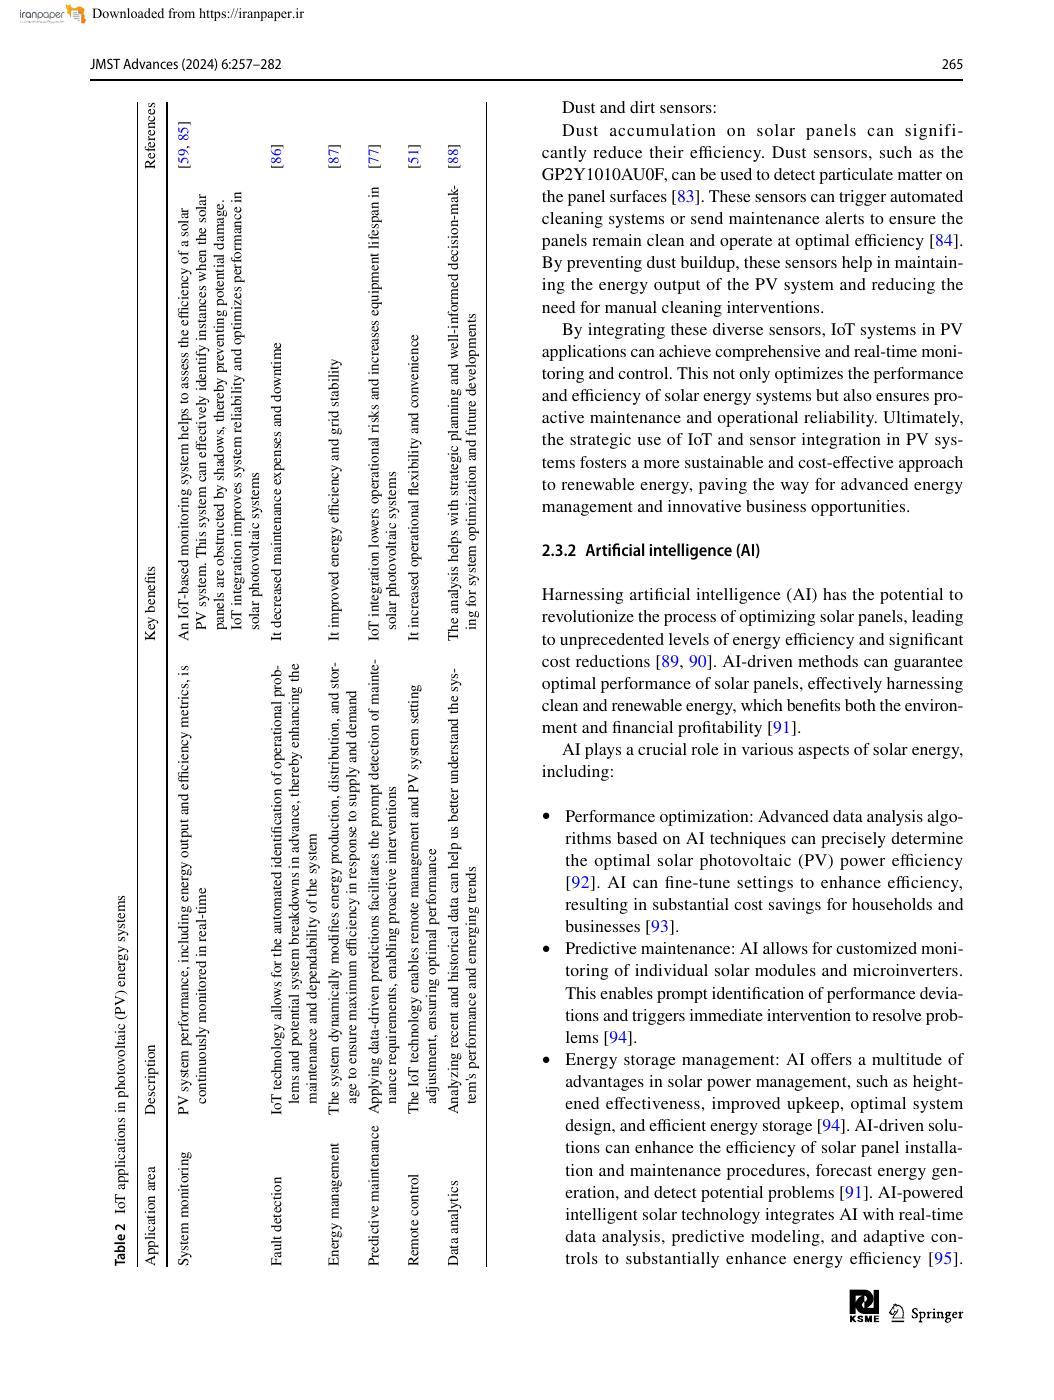 iranpaper Downloaded from https://iranpaper.ir
JMST Advances (2024) 6:257–282
265
Table 2 IoT applications in photovoltaic (PV) energy systems
Application area
Description
Key benefits
References
System monitoring
PV system performance, including energy output and efficiency metrics, is
continuously monitored in real-time
An IoT-based monitoring system helps to assess the efficiency of a solar
PV system. This system can effectively identify instances when the solar
panels are obstructed by shadows, thereby preventing potential damage.
IoT integration improves system reliability and optimizes performance in
solar photovoltaic systems
[59, 85]
Fault detection
IoT technology allows for the automated identification of operational prob-
lems and potential system breakdowns in advance, thereby enhancing the
maintenance and dependability of the system
It decreased maintenance expenses and downtime
[86]
Energy management
The system dynamically modifies energy production, distribution, and stor-
age to ensure maximum efficiency in response to supply and demand
It improved energy efficiency and grid stability
[87]
Predictive maintenance
Applying data-driven predictions facilitates the prompt detection of mainte-
nance requirements, enabling proactive interventions
IoT integration lowers operational risks and increases equipment lifespan in
solar photovoltaic systems
[77]
Remote control
The IoT technology enables remote management and PV system setting
adjustment, ensuring optimal performance
It increased operational flexibility and convenience
[51]
Data analytics
Analyzing recent and historical data can help us better understand the sys-
tem's performance and emerging trends
The analysis helps with strategic planning and well-informed decision-mak-
ing for system optimization and future developments
[88]
Dust and dirt sensors:
Dust accumulation on solar panels can signifi-
cantly reduce their efficiency. Dust sensors, such as the
GP2Y1010AU0F, can be used to detect particulate matter on
the panel surfaces [83]. These sensors can trigger automated
cleaning systems or send maintenance alerts to ensure the
panels remain clean and operate at optimal efficiency [84].
By preventing dust buildup, these sensors help in maintain-
ing the energy output of the PV system and reducing the
need for manual cleaning interventions.
By integrating these diverse sensors, IoT systems in PV
applications can achieve comprehensive and real-time moni-
toring and control. This not only optimizes the performance
and efficiency of solar energy systems but also ensures pro-
active maintenance and operational reliability. Ultimately,
the strategic use of IoT and sensor integration in PV sys-
tems fosters a more sustainable and cost-effective approach
to renewable energy, paving the way for advanced energy
management and innovative business opportunities.
2.3.2 Artificial intelligence (AI)
Harnessing artificial intelligence (AI) has the potential to
revolutionize the process of optimizing solar panels, leading
to unprecedented levels of energy efficiency and significant
cost reductions [89, 90]. AI-driven methods can guarantee
optimal performance of solar panels, effectively harnessing
clean and renewable energy, which benefits both the environ-
ment and financial profitability [91].
AI plays a crucial role in various aspects of solar energy,
including:
• Performance optimization: Advanced data analysis algo-
rithms based on AI techniques can precisely determine
the optimal solar photovoltaic (PV) power efficiency
[92]. AI can fine-tune settings to enhance efficiency,
resulting in substantial cost savings for households and
businesses [93].
• Predictive maintenance: AI allows for customized moni-
toring of individual solar modules and microinverters.
This enables prompt identification of performance devia-
tions and triggers immediate intervention to resolve prob-
lems [94].
• Energy storage management: AI offers a multitude of
advantages in solar power management, such as height-
ened effectiveness, improved upkeep, optimal system
design, and efficient energy storage [94]. AI-driven solu-
tions can enhance the efficiency of solar panel installa-
tion and maintenance procedures, forecast energy gen-
eration, and detect potential problems [91]. AI-powered
intelligent solar technology integrates AI with real-time
data analysis, predictive modeling, and adaptive con-
trols to substantially enhance energy efficiency [95].
KSME Springer